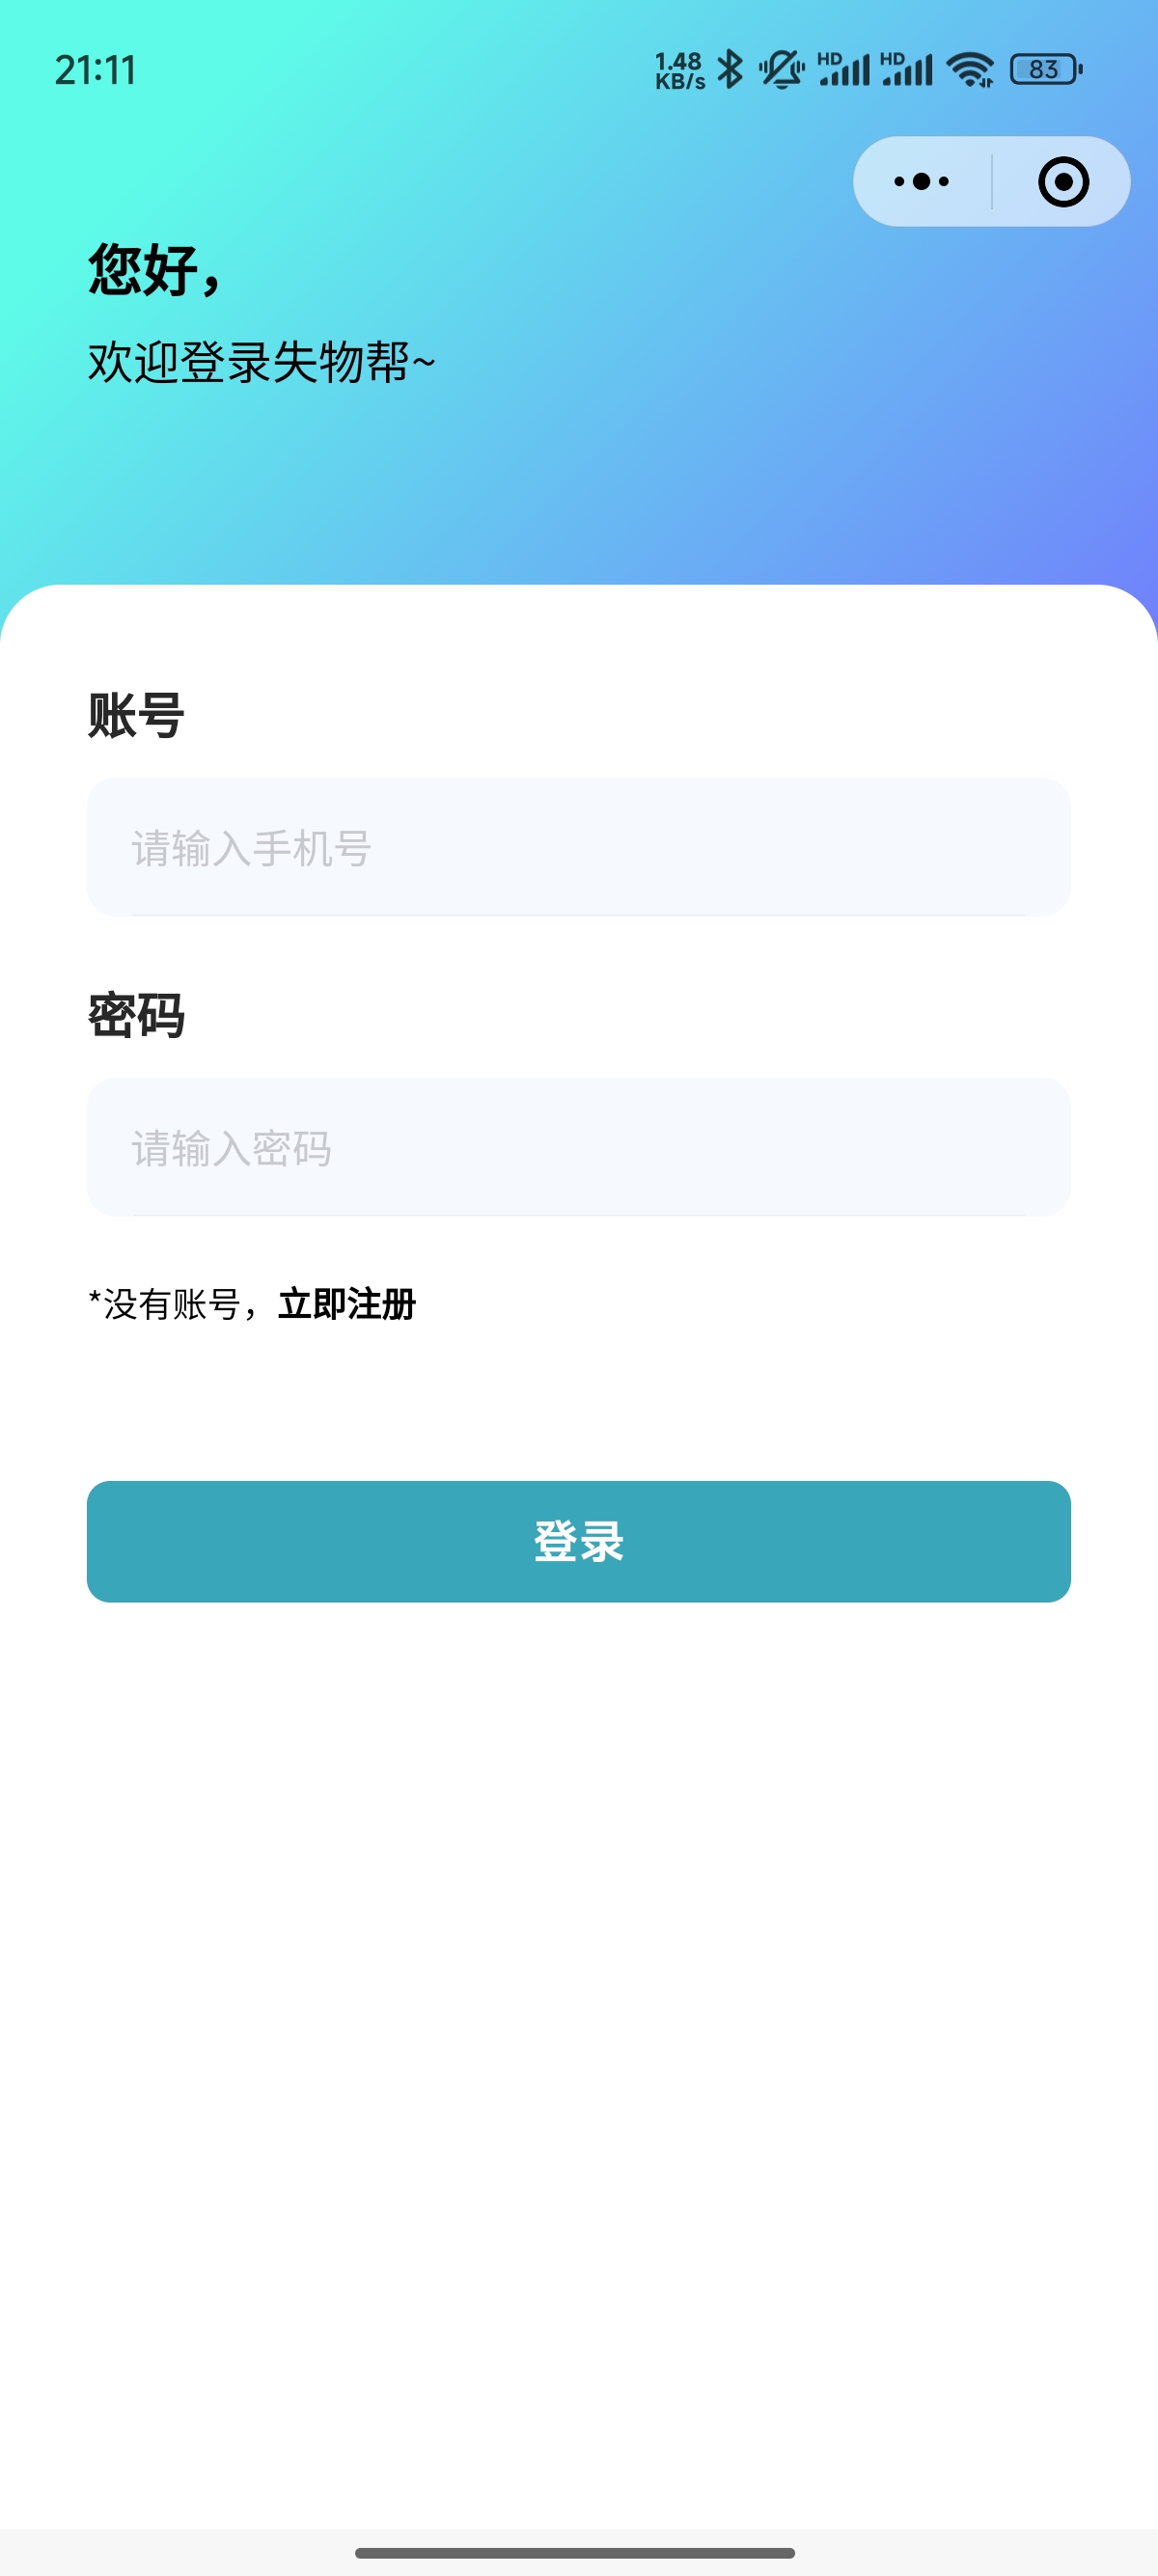 21:11
1.48
KB/s
HD
HD
83
您好，
欢迎登录失物帮~
账号
请输入手机号
密码
请输入密码
*没有账号，立即注册
登录